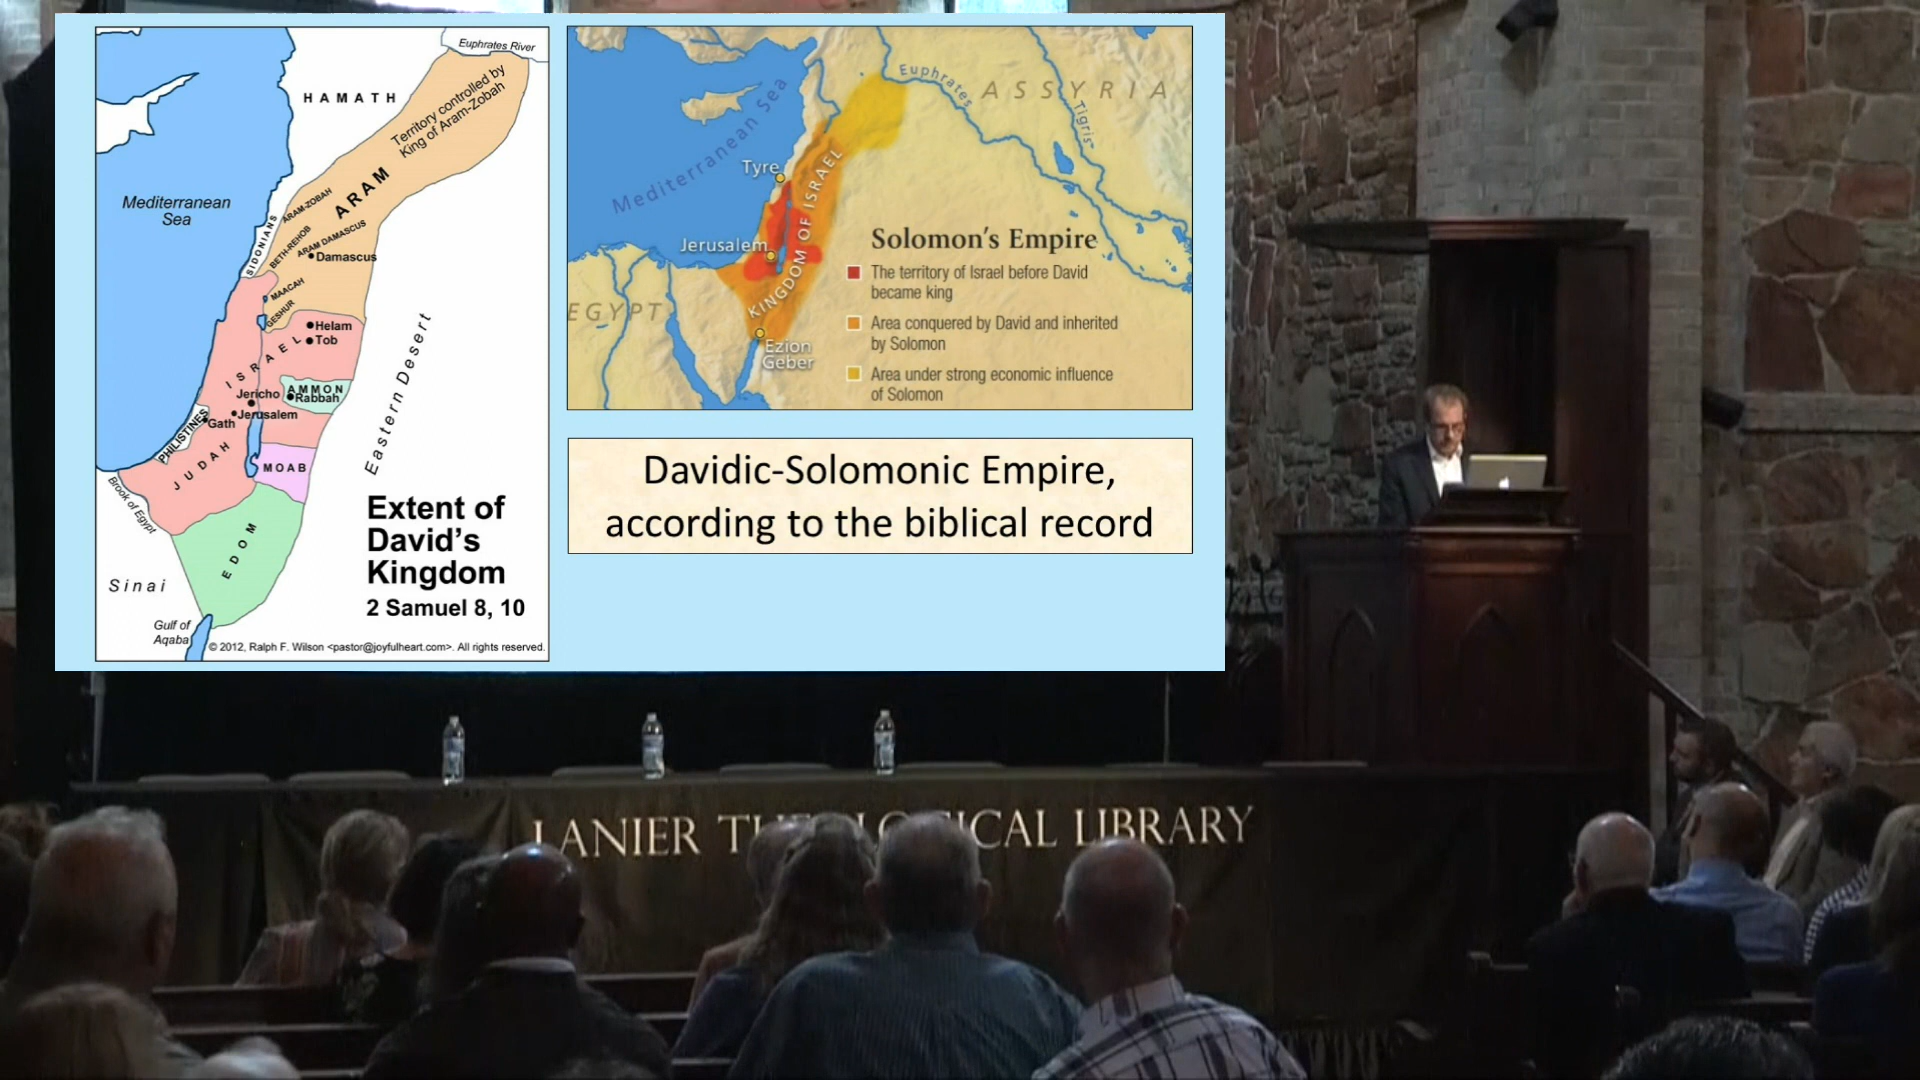 Euphrates River
HAMATH
Territory controlled by
King of Aram-Zobah
ARAM
ARAM-ZOBAH
BETH-REHOB
ARAM DAMASCUS
Damascus
SIDONIANS
Mediterranean
Sea
MAACAH
GESHUR
Helam
Tob
ISRAEL
AMMON
Rabbah
Jericho
Jerusalem
PHILISTINES
Gath
JUDAH
MOAB
Eastern Desert
Brook of Egypt
EDOM
Sinai
Gulf of
Aqaba
Extent of
David's
Kingdom
2 Samuel 8, 10
© 2012, Ralph F. Wilson <pastor@joyfulheart.com>. All rights reserved.
Euphrates
ASSYRIA
Tigris
Mediterranean Sea
Tyre
Jerusalem
KINGDOM OF ISRAEL
EGYPT
Ezion
Geber
Solomon's Empire
The territory of Israel before David
became king
Area conquered by David and inherited
by Solomon
Area under strong economic influence
of Solomon
Davidic-Solomonic Empire,
according to the biblical record
LANIER THEOLOGICAL LIBRARY